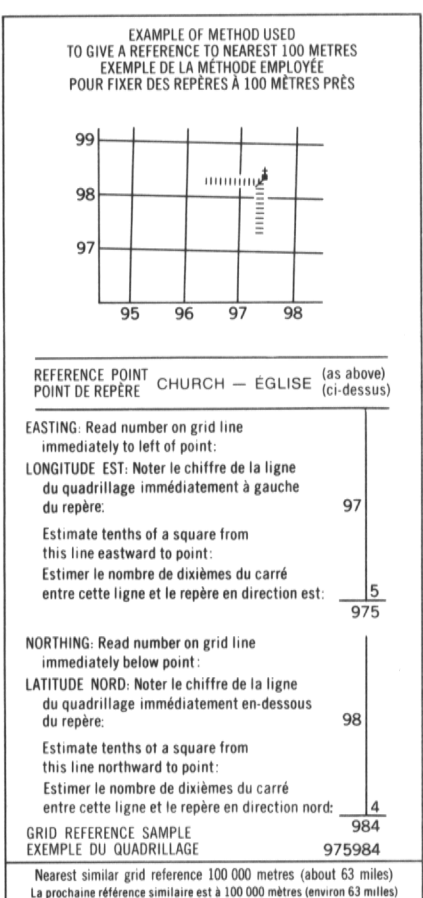 EXAMPLE OF METHOD USED
TO GIVE A REFERENCE TO NEAREST 100 METRES
EXEMPLE DE LA MÉTHODE EMPLOYÉE
POUR FIXER DES REPÈRES À 100 MÈTRES PRÈS
99
98
97
95 96 97 98
REFERENCE POINT
POINT DE REPÈRE CHURCH — ÉGLISE (as above)
(ci-dessus)
EASTING: Read number on grid line
immediately to left of point:
LONGITUDE EST: Noter le chiffre de la ligne
du quadrillage immédiatement à gauche
du repère: 97
Estimate tenths of a square from
this line eastward to point:
Estimer le nombre de dixièmes du carré
entre cette ligne et le repère en direction est: 5
975
NORTHING: Read number on grid line
immediately below point:
LATITUDE NORD: Noter le chiffre de la ligne
du quadrillage immédiatement en-dessous
du repère: 98
Estimate tenths of a square from
this line northward to point:
Estimer le nombre de dixièmes du carré
entre cette ligne et le repère en direction nord: 4
984
GRID REFERENCE SAMPLE
EXEMPLE DU QUADRILLAGE 975984
Nearest similar grid reference 100 000 metres (about 63 miles)
La prochaine référence similaire est à 100 000 mètres (environ 63 milles)